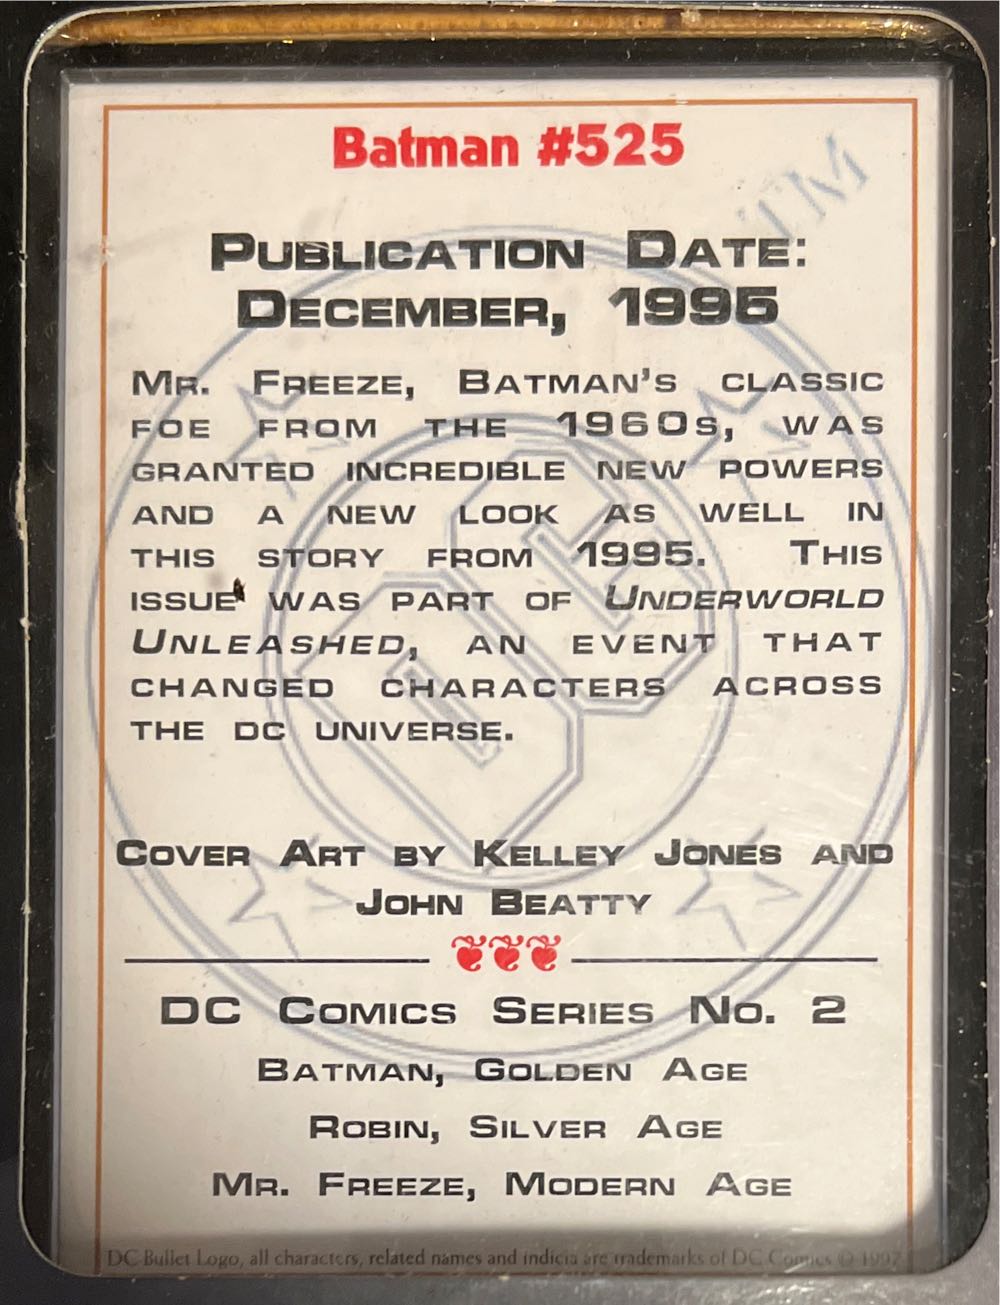 Batman #525
TM
PUBLICATION DATE:
DECEMBER, 1995
MR. FREEZE, BATMAN'S CLASSIC
FOE FROM THE 1960S, WAS
GRANTED INCREDIBLE NEW POWERS
AND A NEW LOOK AS WELL IN
THIS STORY FROM 1995. THIS
ISSUE WAS PART OF UNDERWORLD
UNLEASHED, AN EVENT THAT
CHANGED CHARACTERS ACROSS
THE DC UNIVERSE.
DC
COVER ART BY KELLEY JONES AND
JOHN BEATTY
DC COMICS SERIES NO. 2
BATMAN, GOLDEN AGE
ROBIN, SILVER AGE
MR. FREEZE, MODERN AGE
DC Bullet Logo, all characters, related names and indicia are trademarks of DC Comics © 1997